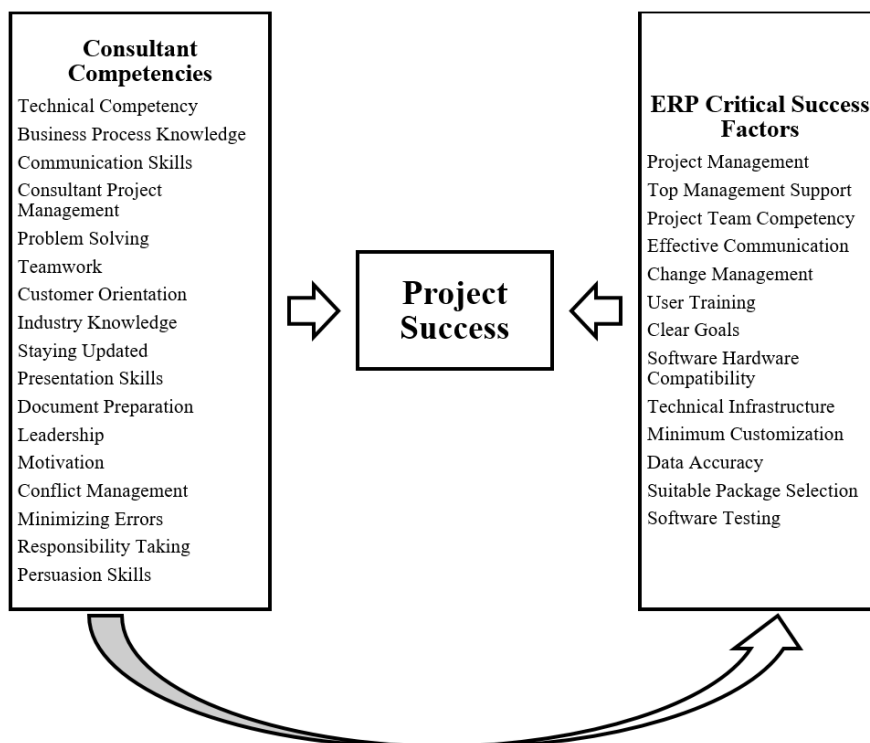 Consultant
Competencies
Technical Competency
Business Process Knowledge
Communication Skills
Consultant Project
Management
Problem Solving
Teamwork
Customer Orientation
Industry Knowledge
Staying Updated
Presentation Skills
Document Preparation
Leadership
Motivation
Conflict Management
Minimizing Errors
Responsibility Taking
Persuasion Skills
Project
Success
ERP Critical Success
Factors
Project Management
Top Management Support
Project Team Competency
Effective Communication
Change Management
User Training
Clear Goals
Software Hardware
Compatibility
Technical Infrastructure
Minimum Customization
Data Accuracy
Suitable Package Selection
Software Testing